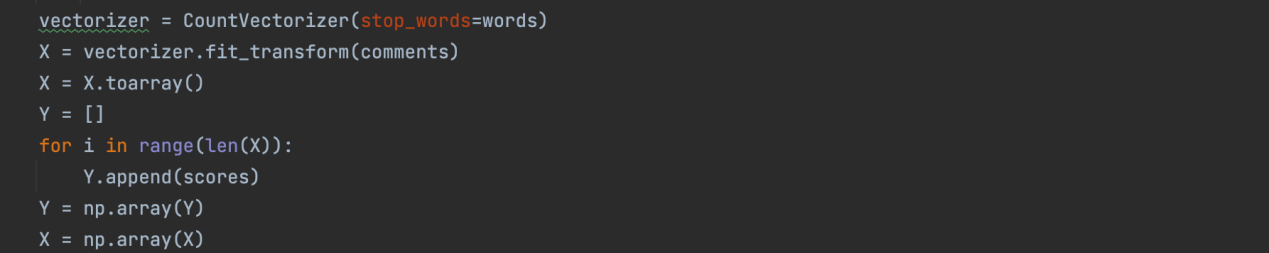 vectorizer = CountVectorizer(stop_words=words)
X = vectorizer.fit_transform(comments)
X = X.toarray()
Y = []
for i in range(len(X)):
    Y.append(scores)
Y = np.array(Y)
X = np.array(X)